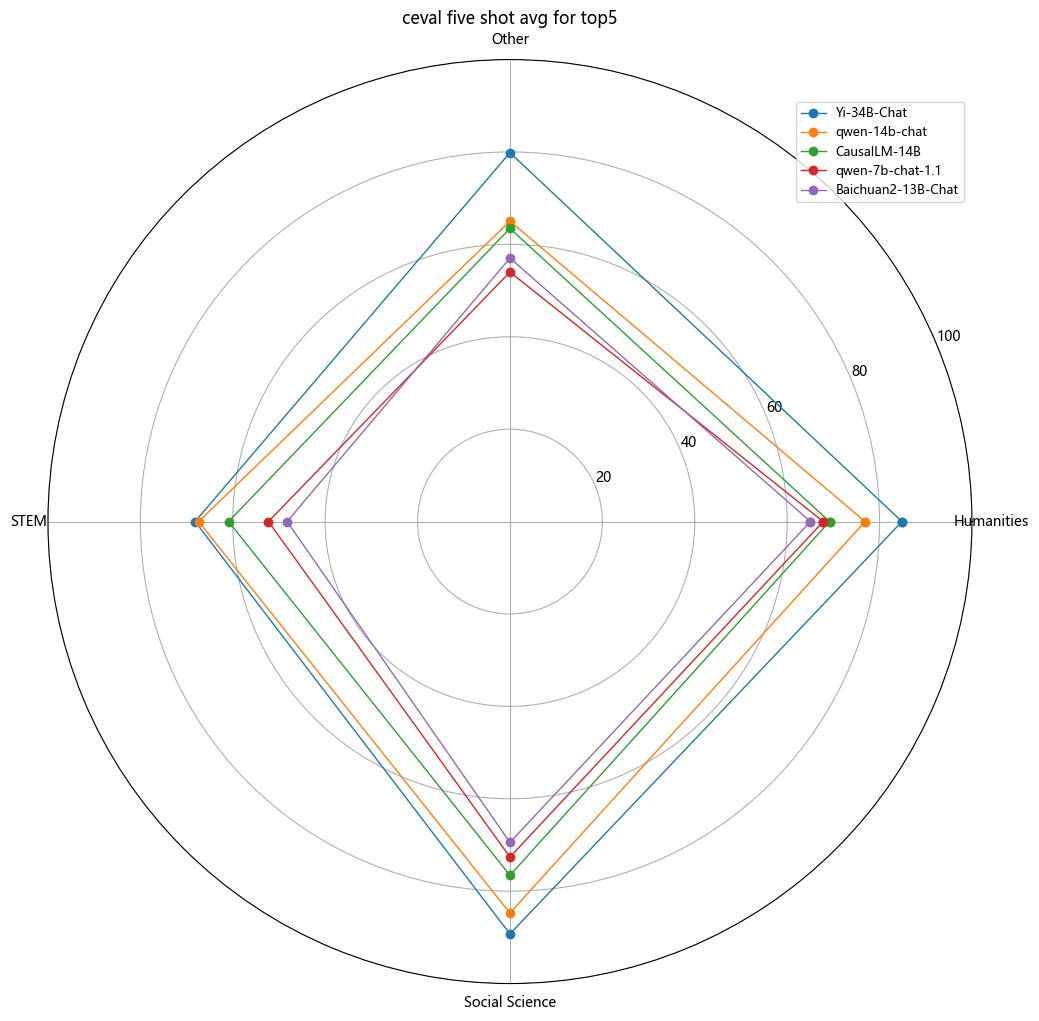 ceval five shot avg for top5
Other
Yi-34B-Chat
qwen-14b-chat
CausalLM-14B
qwen-7b-chat-1.1
Baichuan2-13B-Chat
100
80
60
40
20
STEM
Humanities
Social Science